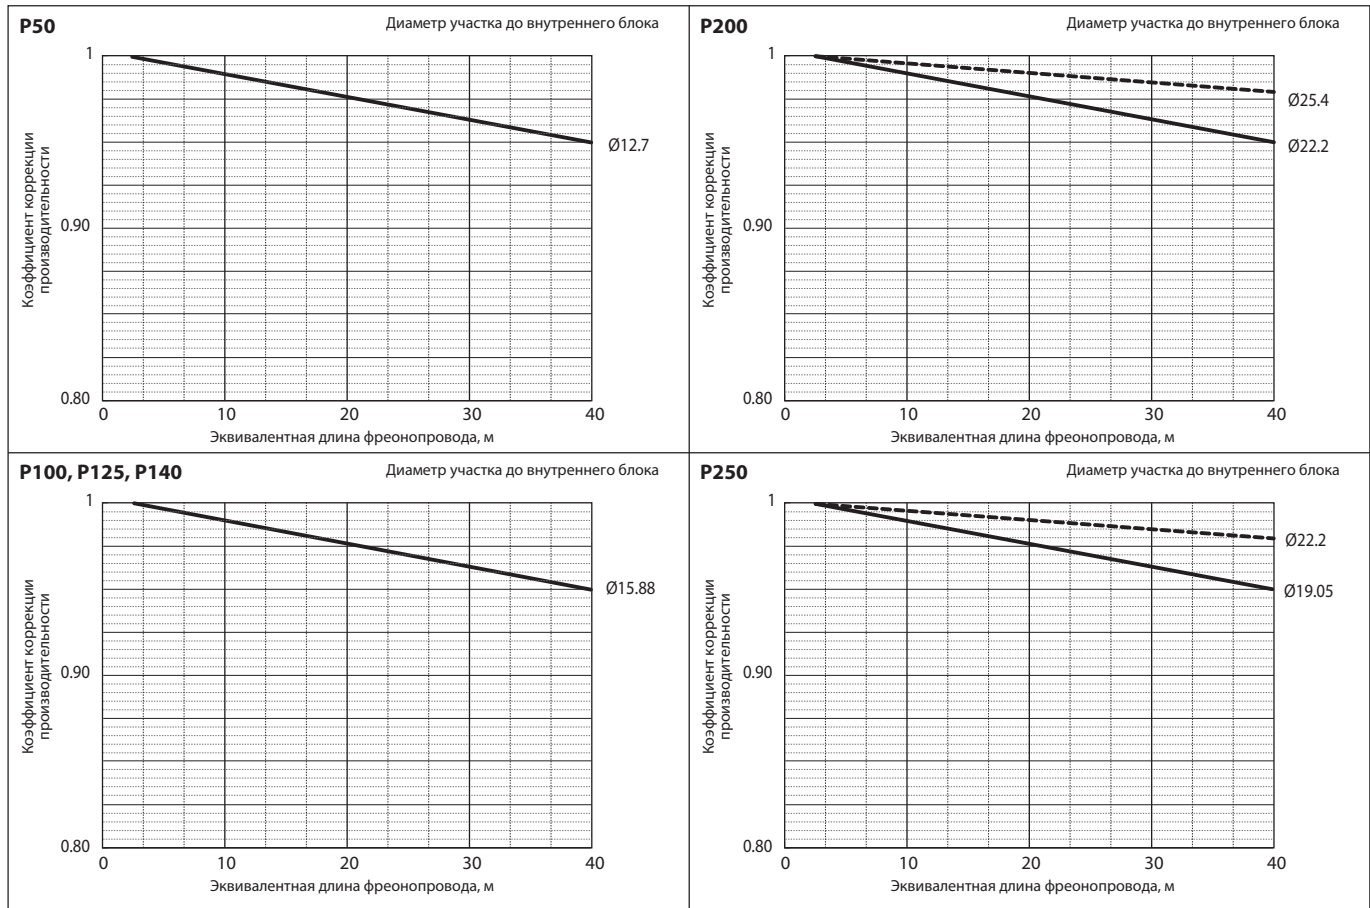 P50
Диаметр участка до внутреннего блока
1
0.90
0.80
Коэффициент коррекции
производительности
Ø12.7
0 10 20 30 40
Эквивалентная длина фреонопровода, м
P200
Диаметр участка до внутреннего блока
1
0.90
0.80
Коэффициент коррекции
производительности
Ø25.4
Ø22.2
0 10 20 30 40
Эквивалентная длина фреонопровода, м
P100, P125, P140
Диаметр участка до внутреннего блока
1
0.90
0.80
Коэффициент коррекции
производительности
Ø15.88
0 10 20 30 40
Эквивалентная длина фреонопровода, м
P250
Диаметр участка до внутреннего блока
1
0.90
0.80
Коэффициент коррекции
производительности
Ø22.2
Ø19.05
0 10 20 30 40
Эквивалентная длина фреонопровода, м